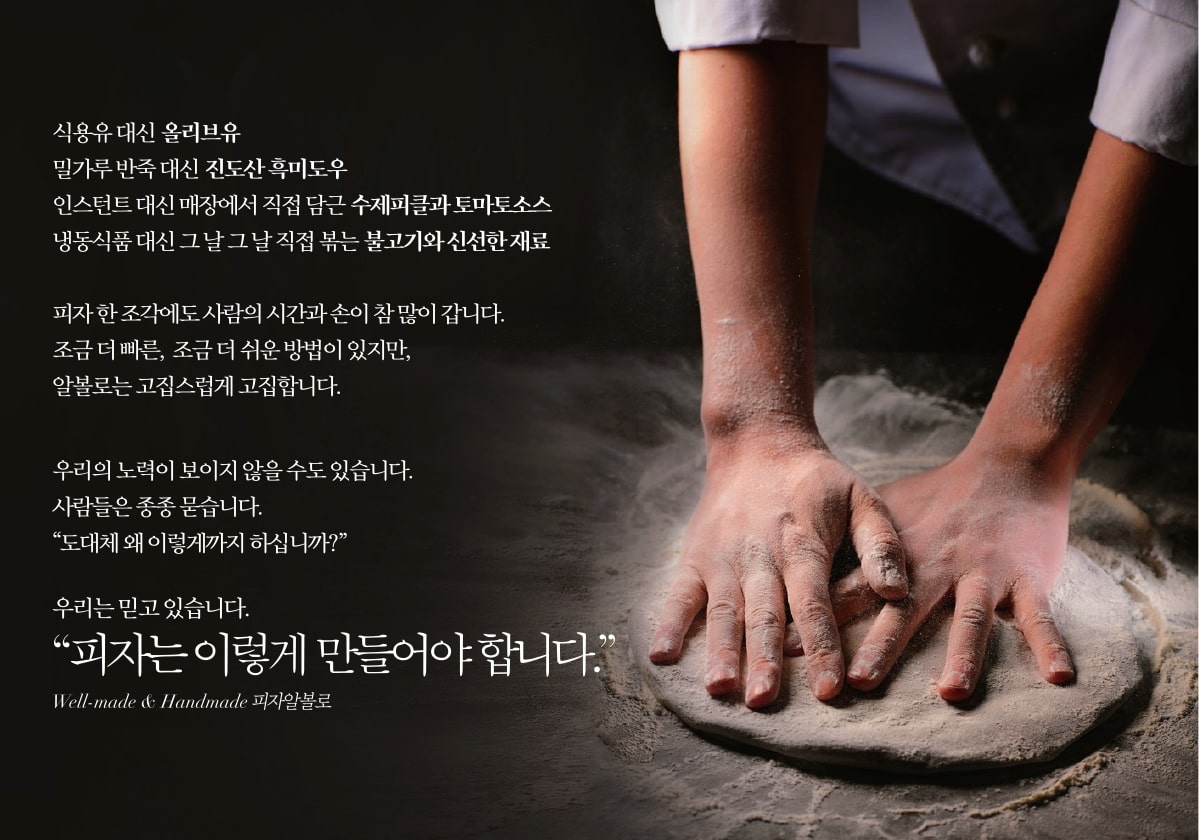 식용유 대신 올리브유
밀가루 반죽 대신 진도산 흑미도우
인스턴트 대신 매장에서 직접 담근 수제피클과 토마토소스
냉동식품 대신 그 날 그 날 직접 볶는 불고기와 신선한 재료
피자 한 조각에도 사람의 시간과 손이 참 많이 갑니다.
조금 더 빠른, 조금 더 쉬운 방법이 있지만,
알볼로는 고집스럽게 고집합니다.
우리의 노력이 보이지 않을 수도 있습니다.
사람들은 종종 묻습니다.
“도대체 왜 이렇게까지 하십니까?”
우리는 믿고 있습니다.
“피자는 이렇게 만들어야 합니다.”
Well-made & Handmade 피자알볼로